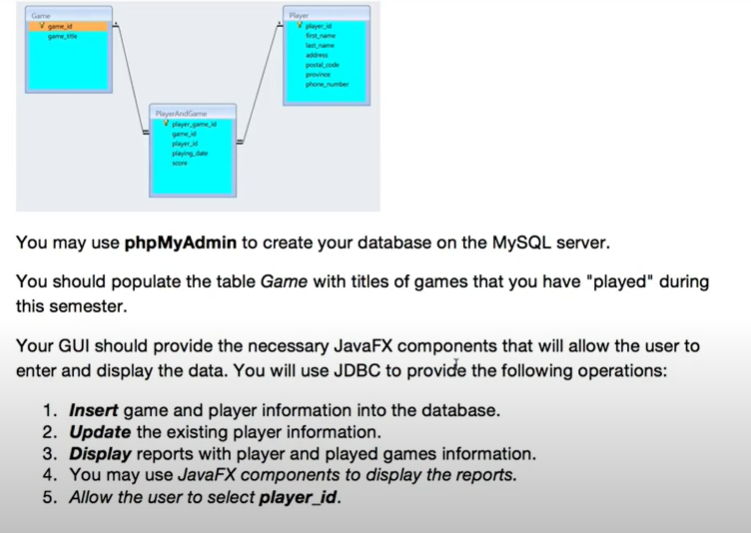 Game
game_id
game_title
Player
player_id
first_name
last_name
address
postal_code
province
phone_number
PlayerAndGame
player_game_id
game_id
player_id
playing_date
score
You may use phpMyAdmin to create your database on the MySQL server.
You should populate the table Game with titles of games that you have "played" during
this semester.
Your GUI should provide the necessary JavaFX components that will allow the user to
enter and display the data. You will use JDBC to provide the following operations:
1. Insert game and player information into the database.
2. Update the existing player information.
3. Display reports with player and played games information.
4. You may use JavaFX components to display the reports.
5. Allow the user to select player_id.